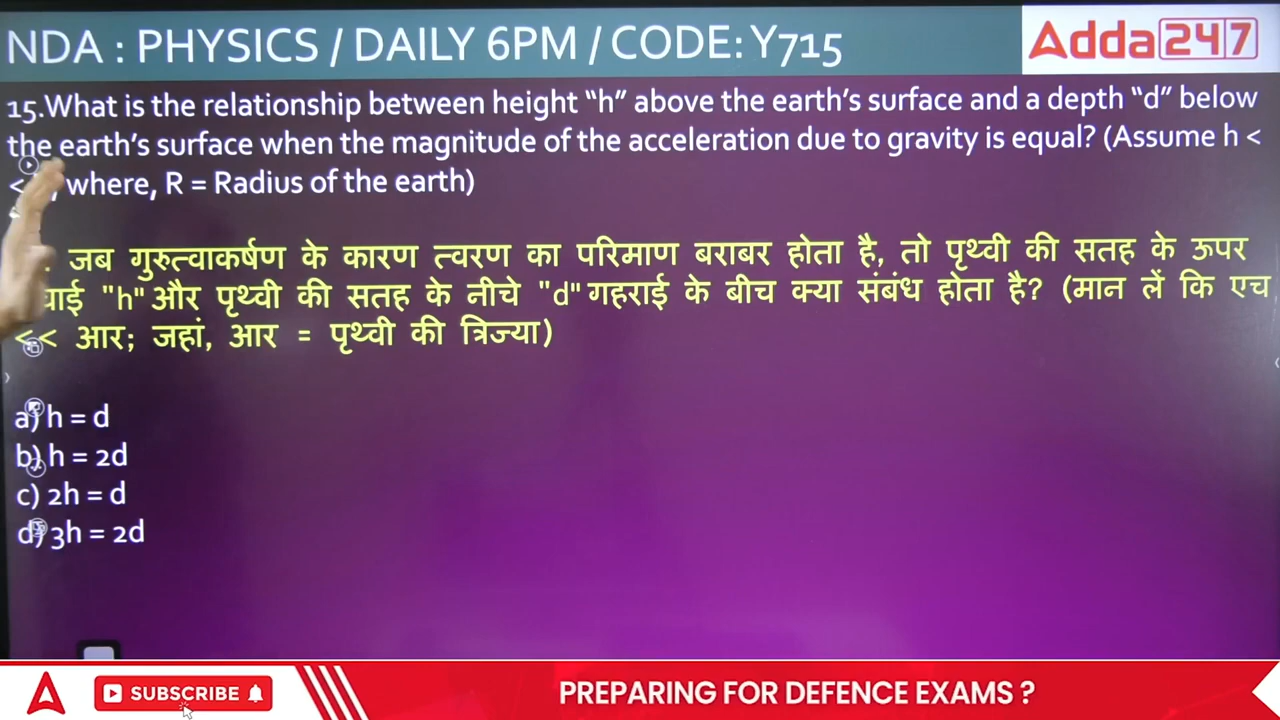 NDA : PHYSICS / DAILY 6PM / CODE: Y715
Adda247
15.What is the relationship between height “h” above the earth’s surface and a depth “d” below
the earth’s surface when the magnitude of the acceleration due to gravity is equal? (Assume h <
< where, R = Radius of the earth)
जब गुरुत्वाकर्षण के कारण त्वरण का परिमाण बराबर होता है, तो पृथ्वी की सतह के ऊपर
"h" और पृथ्वी की सतह के नीचे "d" गहराई के बीच क्या संबंध होता है? (मान लें कि एच
<< आर; जहां, आर = पृथ्वी की त्रिज्या)
a) h = d
b) h = 2d
c) 2h = d
d) 3h = 2d
SUBSCRIBE
PREPARING FOR DEFENCE EXAMS ?